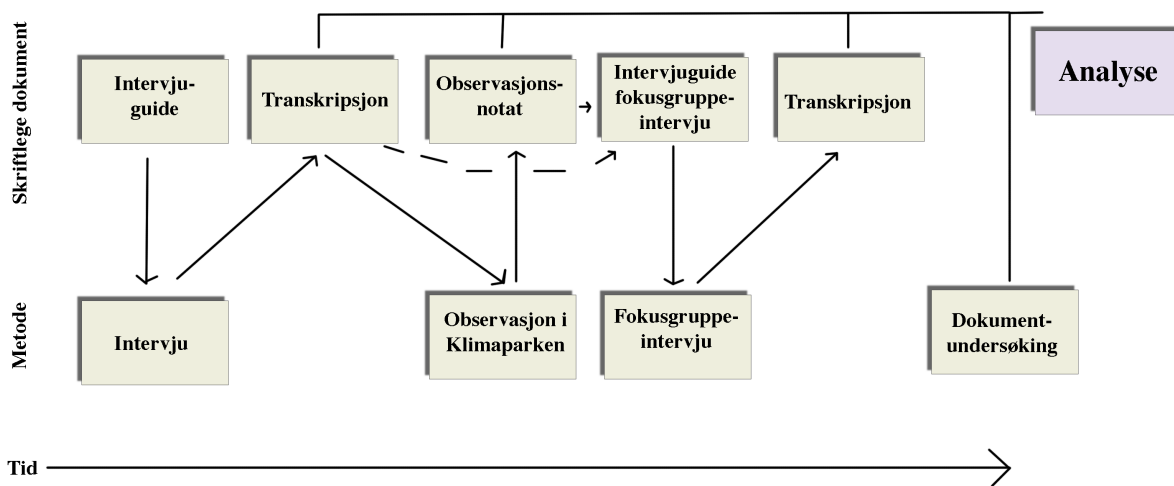 Skriftlege dokument
Intervju-
guide
Transkripsjon
Observasjons-
notat
Intervjuguide
fokusgruppe-
intervju
Transkripsjon
Analyse
Metode
Intervju
Observasjon i
Klimaparken
Fokusgruppe-
intervju
Dokument-
undersøking
Tid